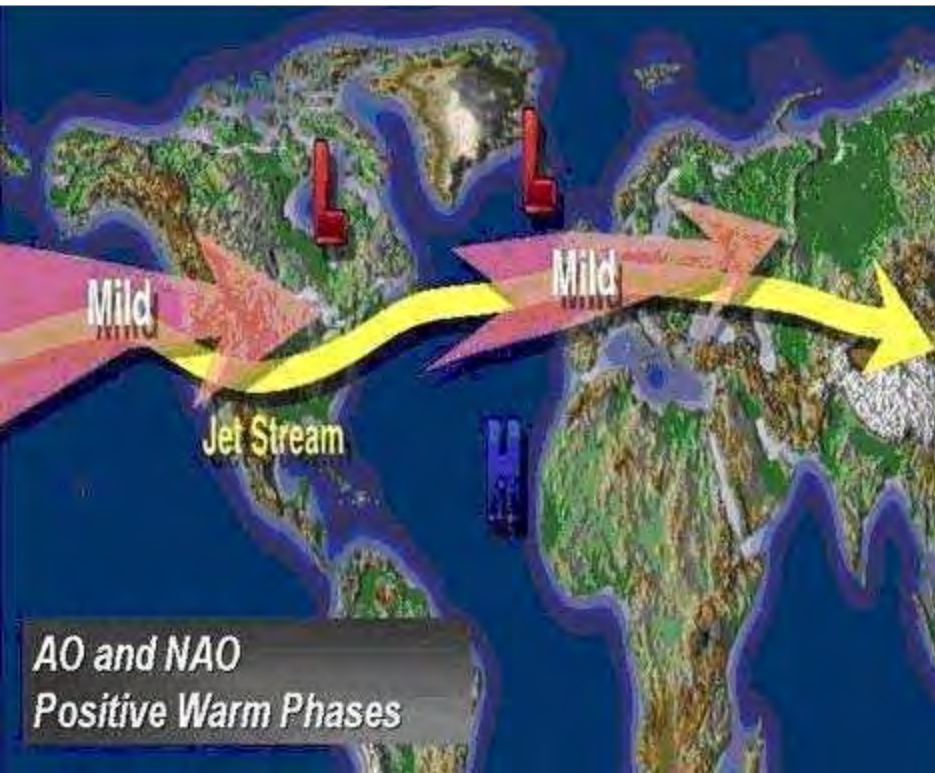 L
L
Mild
Mild
Jet Stream
H
AO and NAO
Positive Warm Phases